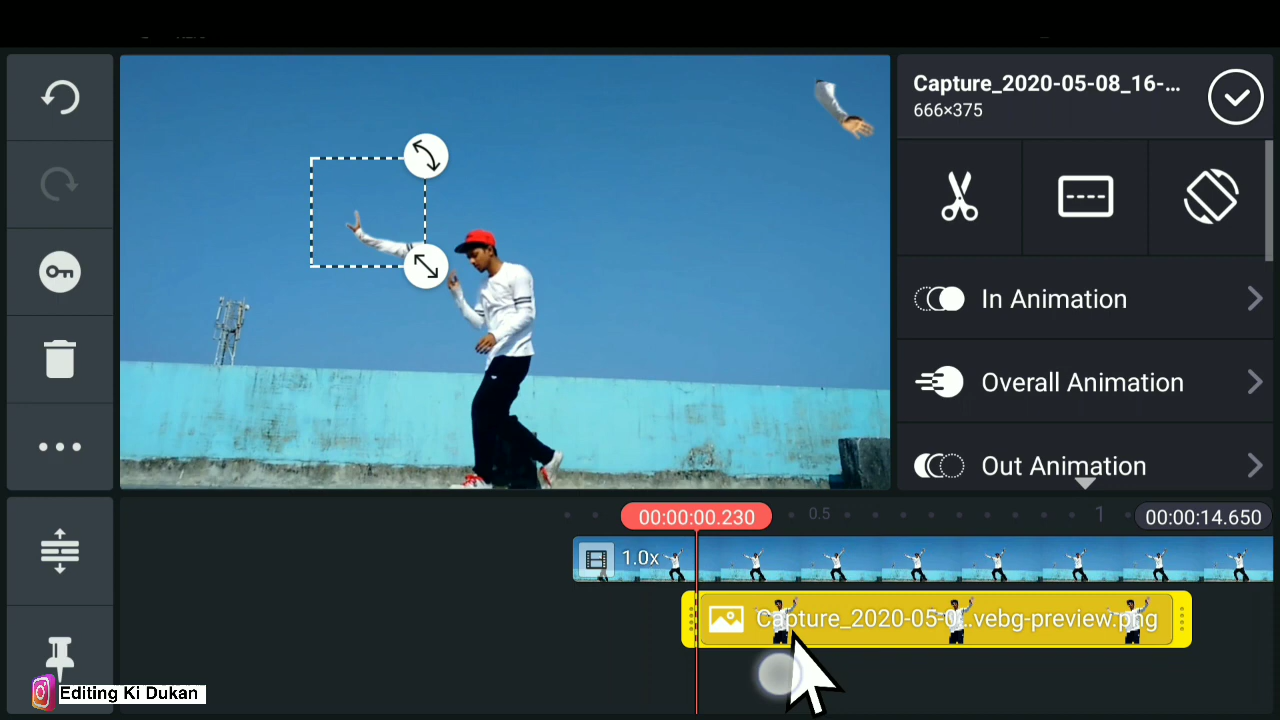 Capture_2020-05-08_16-...
666×375
In Animation
Overall Animation
Out Animation
00:00:00.230
0.5
1
00:00:14.650
1.0x
Capture_2020-05-0...vebg-preview.png
Editing Ki Dukan